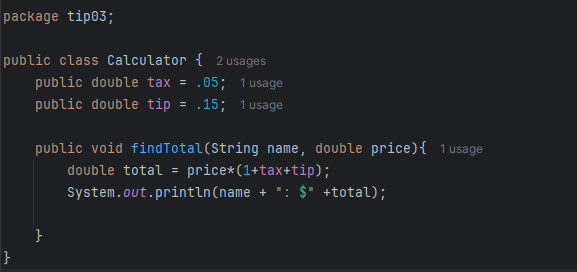 package tip03;
public class Calculator {  2 usages
    public double tax = .05;  1 usage
    public double tip = .15;  1 usage
    public void findTotal(String name, double price){  1 usage
        double total = price*(1+tax+tip);
        System.out.println(name + ": $" +total);
    }
}